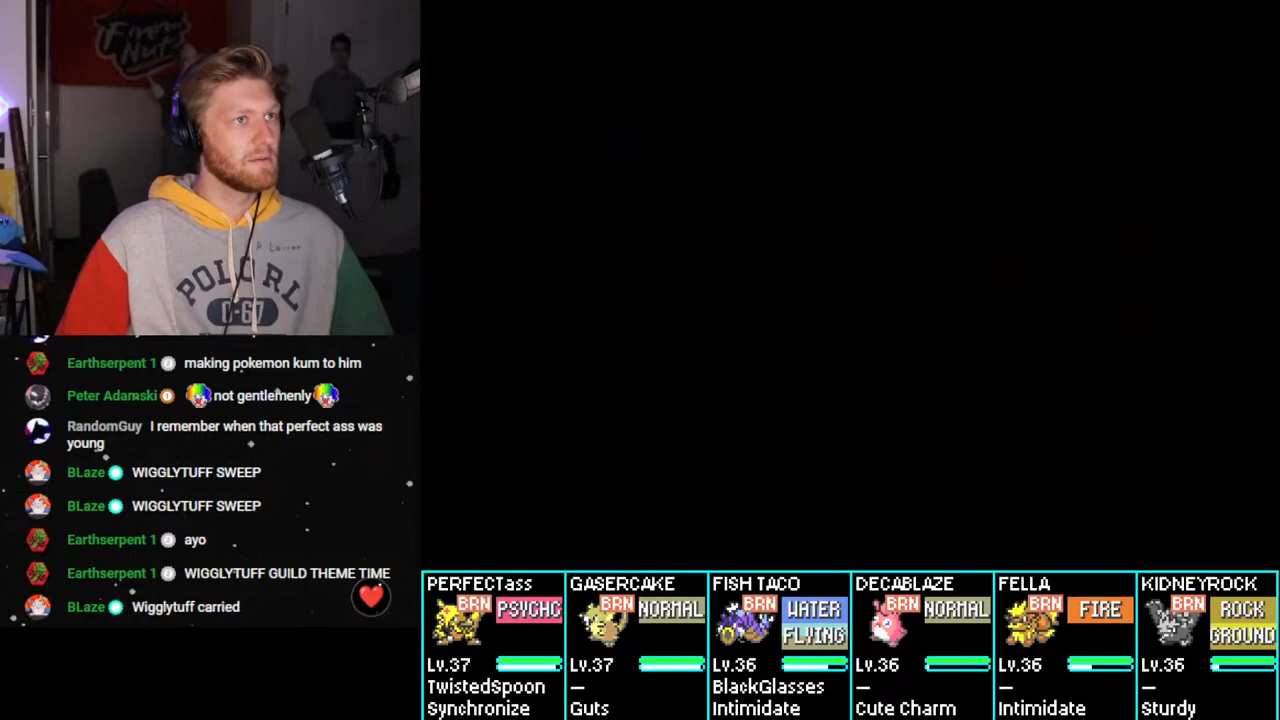 POLO RL
C-67
Earthserpent 1 making pokemon kum to him
Peter Adamski not gentlemenly
RandomGuy I remember when that perfect ass was
young
BLaze WIGGLYTUFF SWEEP
BLaze WIGGLYTUFF SWEEP
Earthserpent 1 ayo
Earthserpent 1 WIGGLYTUFF GUILD THEME TIME
BLaze Wigglytuff carried
PERFECTass
BRN PSYCHC
Lv.37
TwistedSpoon
Synchronize
GASERCAKE
BRN NORMAL
Lv.37
—
Guts
FISH TACO
BRN WATER
FLYING
Lv.36
BlackGlasses
Intimidate
DECABLAZE
BRN NORMAL
Lv.36
—
Cute Charm
FELLA
BRN FIRE
Lv.36
—
Intimidate
KIDNEYROCK
BRN ROCK
GROUND
Lv.36
—
Sturdy